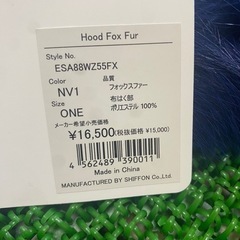 Hood Fox Fur
Style No.
ESA88WZ55FX
Color
NV1
Size
ONE
品質
フォックスファー
布はく部
ポリエステル 100%
メーカー希望小売価格
￥16,500(税抜価格 ¥15,000)
4 562489 390011
Made in China
MANUFACTURED BY SHIFFON Co.,Ltd.